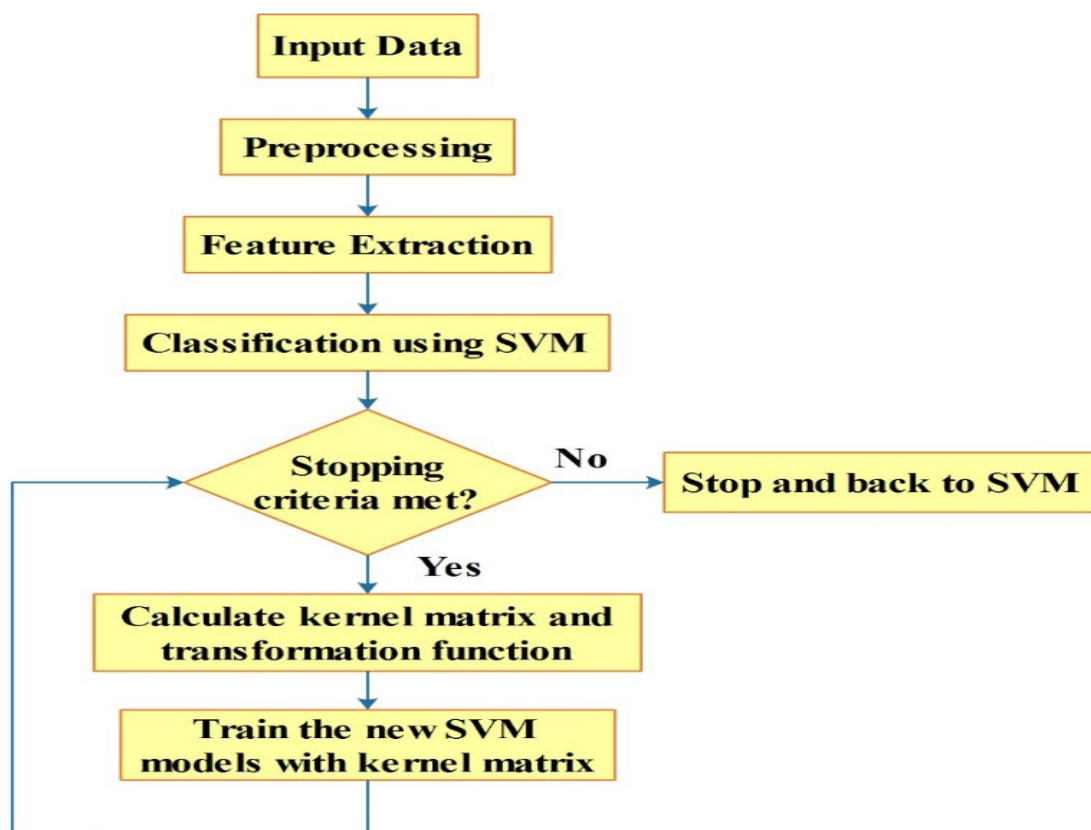 Input Data
Preprocessing
Feature Extraction
Classification using SVM
Stopping
criteria met?
No
Stop and back to SVM
Yes
Calculate kernel matrix and
transformation function
Train the new SVM
models with kernel matrix